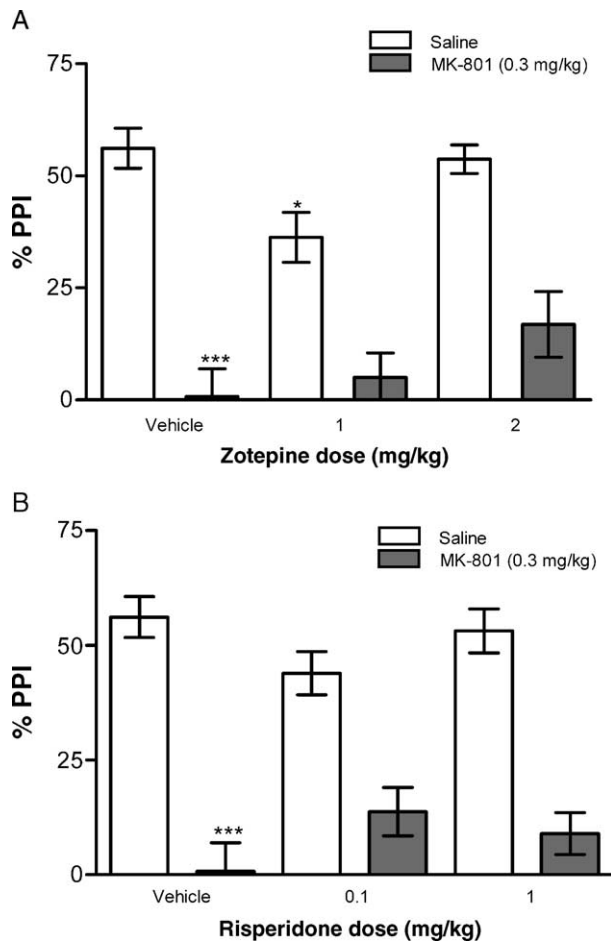 A
Saline
MK-801 (0.3 mg/kg)
75
50
25
0
% PPI
*
***
Vehicle 1 2
Zotepine dose (mg/kg)
B
Saline
MK-801 (0.3 mg/kg)
75
50
25
0
% PPI
***
Vehicle 0.1 1
Risperidone dose (mg/kg)